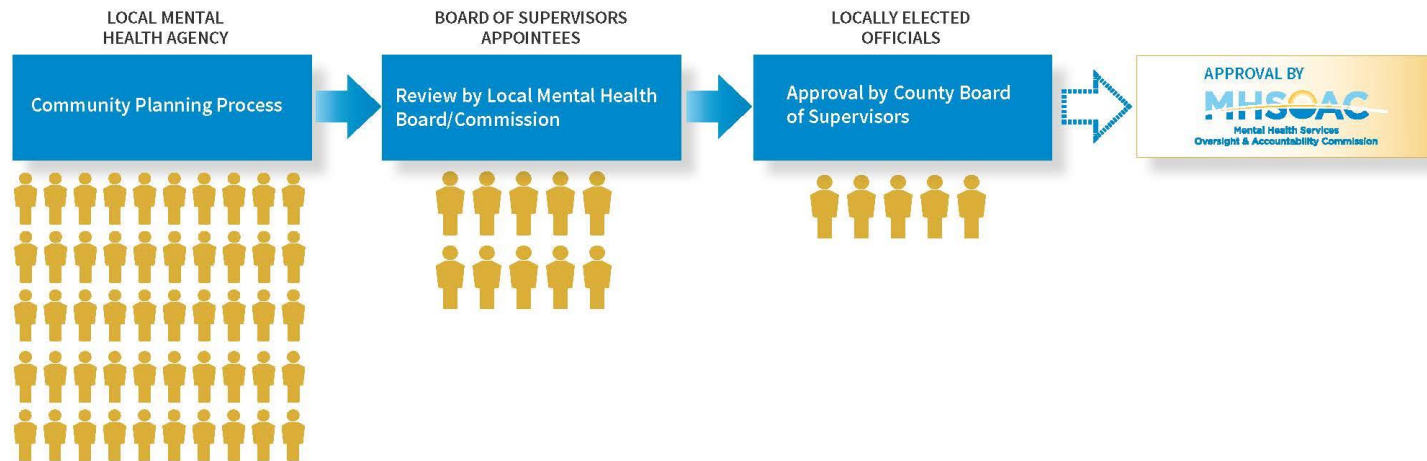 LOCAL MENTAL
HEALTH AGENCY
Community Planning Process
BOARD OF SUPERVISORS
APPOINTEES
Review by Local Mental Health
Board/Commission
LOCALLY ELECTED
OFFICIALS
Approval by County Board
of Supervisors
APPROVAL BY
MHSOAC
Mental Health Services
Oversight & Accountability Commission